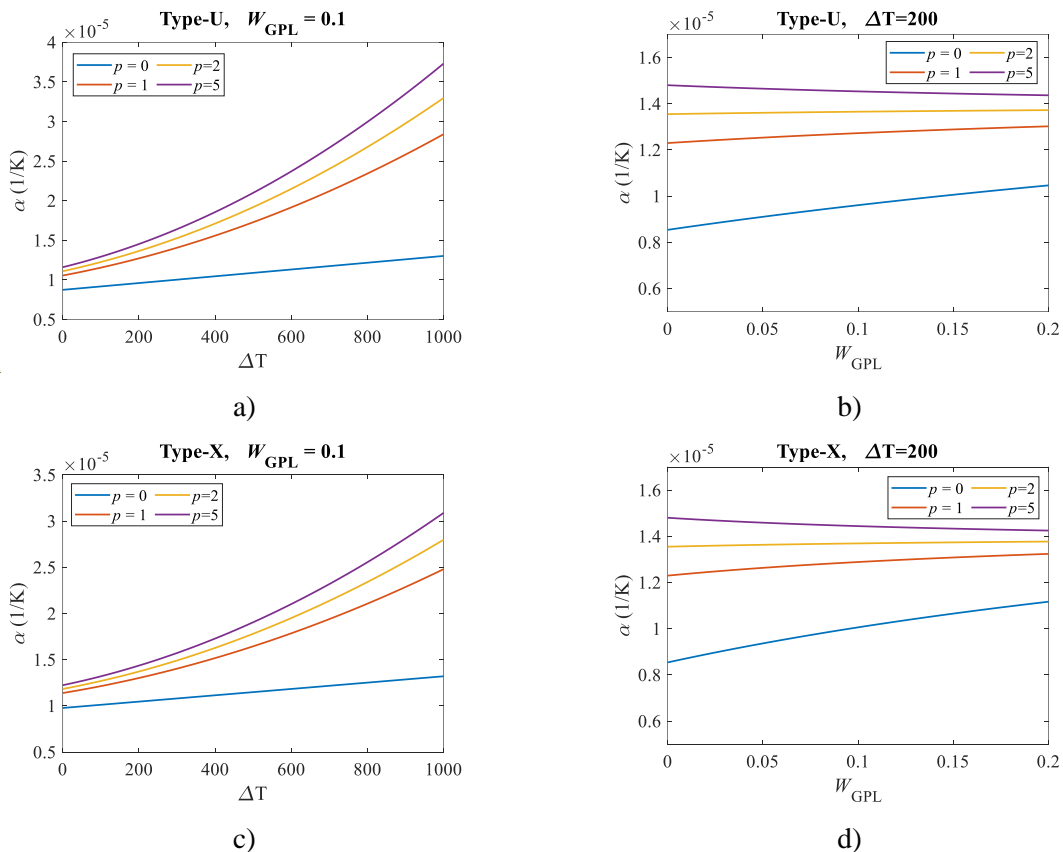 Type-U, W_GPL = 0.1
×10⁻⁵
p = 0 p=2
p = 1 p=5
4
3.5
3
2.5
2
1.5
1
0.5
α (1/K)
0 200 400 600 800 1000
ΔT
a)
Type-U, ΔT=200
×10⁻⁵
p = 0 p=2
p = 1 p=5
1.6
1.4
1.2
1
0.8
0.6
α (1/K)
0 0.05 0.1 0.15 0.2
W_GPL
b)
Type-X, W_GPL = 0.1
×10⁻⁵
p = 0 p=2
p = 1 p=5
3.5
3
2.5
2
1.5
1
0.5
α (1/K)
0 200 400 600 800 1000
ΔT
c)
Type-X, ΔT=200
×10⁻⁵
p = 0 p=2
p = 1 p=5
1.6
1.4
1.2
1
0.8
0.6
α (1/K)
0 0.05 0.1 0.15 0.2
W_GPL
d)